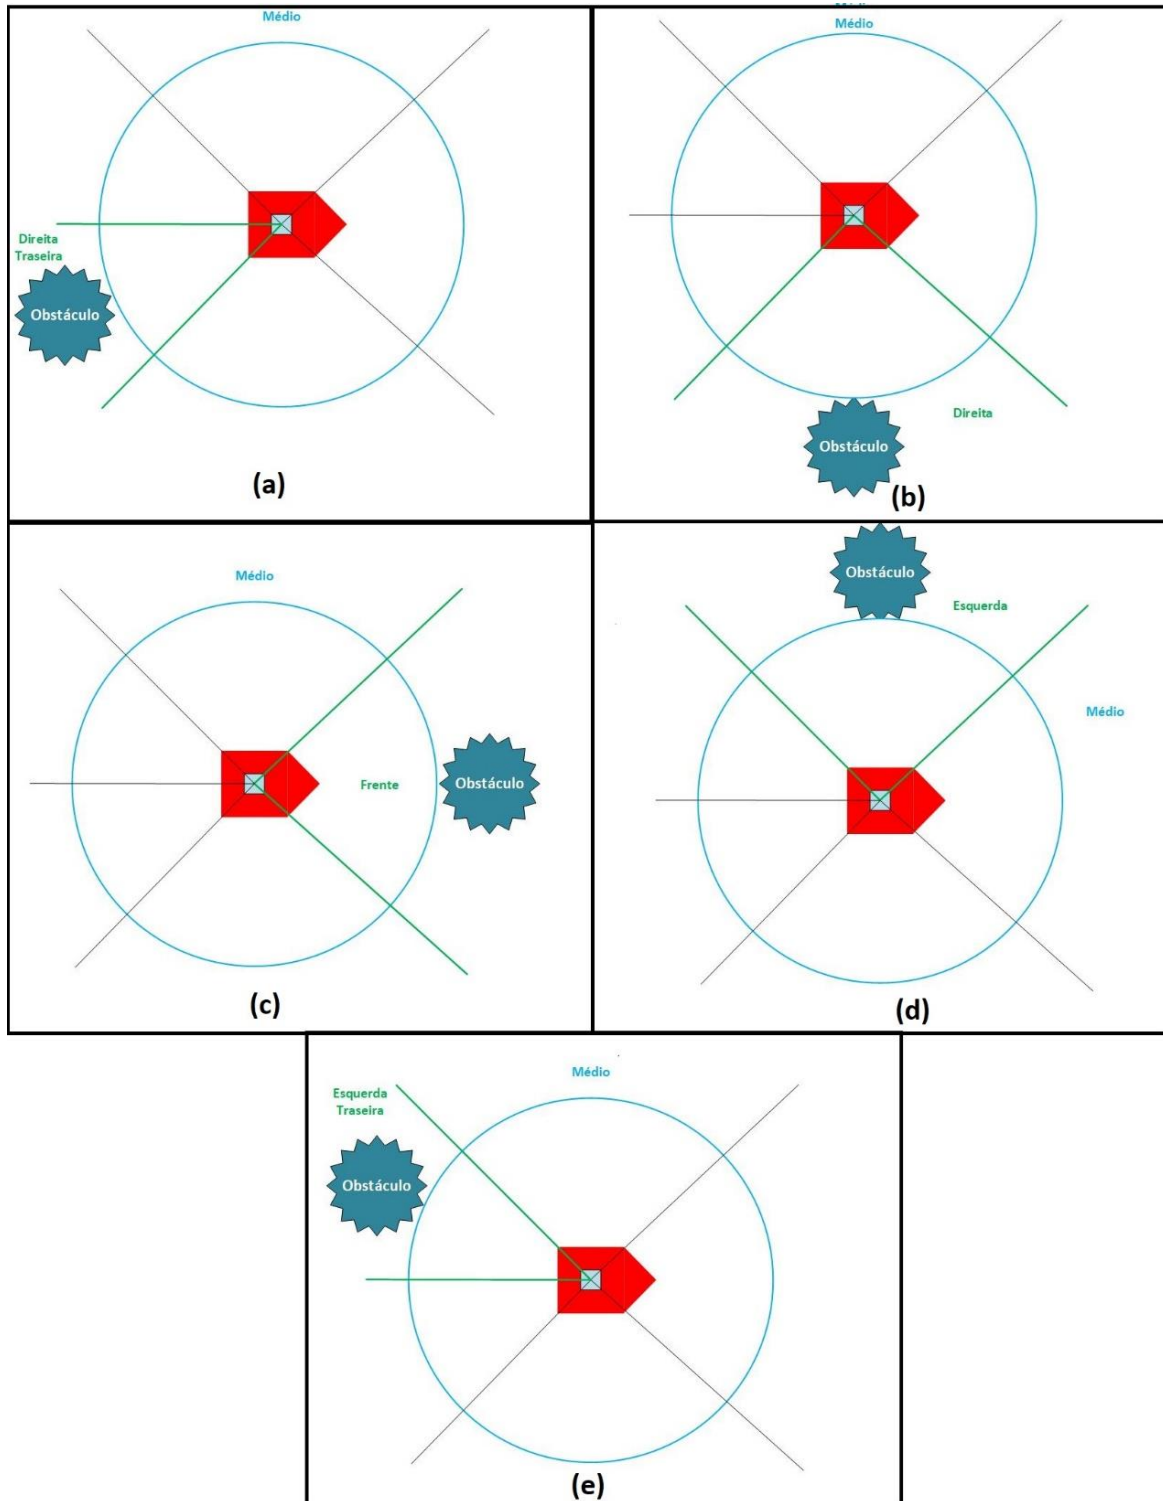 Médio
Direita
Traseira
Obstáculo
(a)
Médio
Obstáculo
Direita
(b)
Médio
Frente
Obstáculo
(c)
Obstáculo
Esquerda
Médio
(d)
Médio
Esquerda
Traseira
Obstáculo
(e)